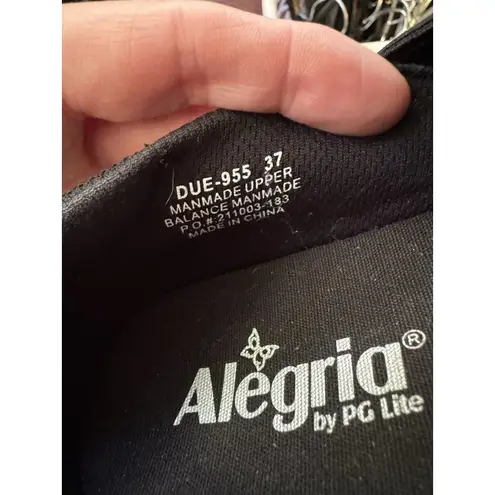 DUE-955 37
MANMADE UPPER
BALANCE MANMADE
P.O.#:211003-183
MADE IN CHINA
Alegria®
by PG Lite